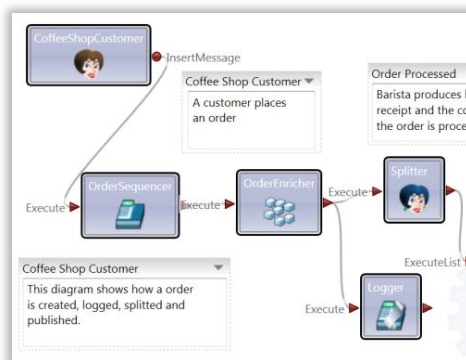 CoffeeShopCustomer
InsertMessage
Coffee Shop Customer
A customer places
an order
Order Processed
Barista produces
receipt and the
the order is
Execute
OrderSequencer
Execute
OrderEnricher
Execute
Splitter
ExecuteList
Coffee Shop Customer
This diagram shows how a order
is created, logged, splitted and
published.
Execute
Logger